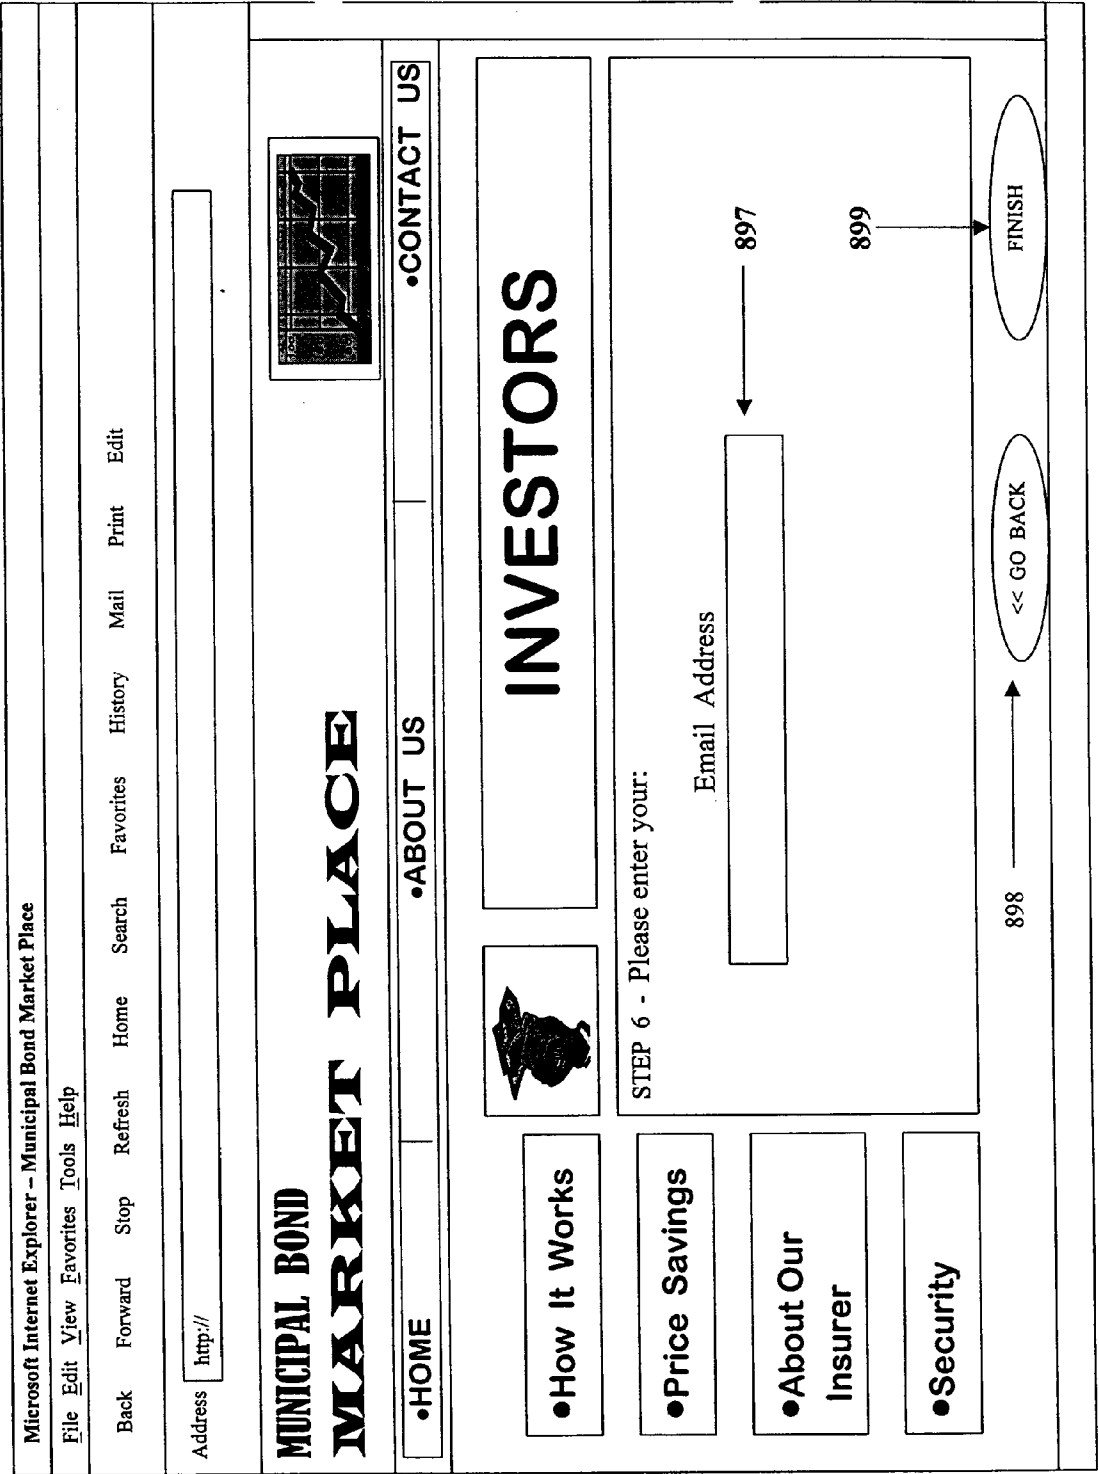 Microsoft Internet Explorer – Municipal Bond Market Place
File Edit View Favorites Tools Help
Back Forward Stop Refresh Home Search Favorites History Mail Print Edit
Address http://
MUNICIPAL BOND
MARKET PLACE
•HOME •ABOUT US •CONTACT US
INVESTORS
•How It Works
•Price Savings
•About Our
Insurer
•Security
STEP 6 - Please enter your:
Email Address
897
899
898
<< GO BACK
FINISH